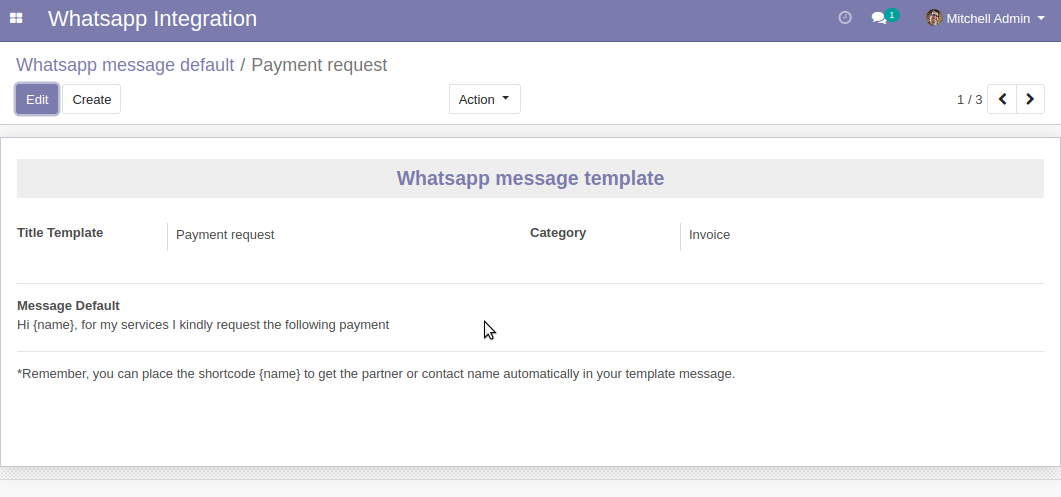 Whatsapp Integration
1
Mitchell Admin
Whatsapp message default / Payment request
Edit
Create
Action
1 / 3
Whatsapp message template
Title Template
Payment request
Category
Invoice
Message Default
Hi {name}, for my services I kindly request the following payment
*Remember, you can place the shortcode {name} to get the partner or contact name automatically in your template message.